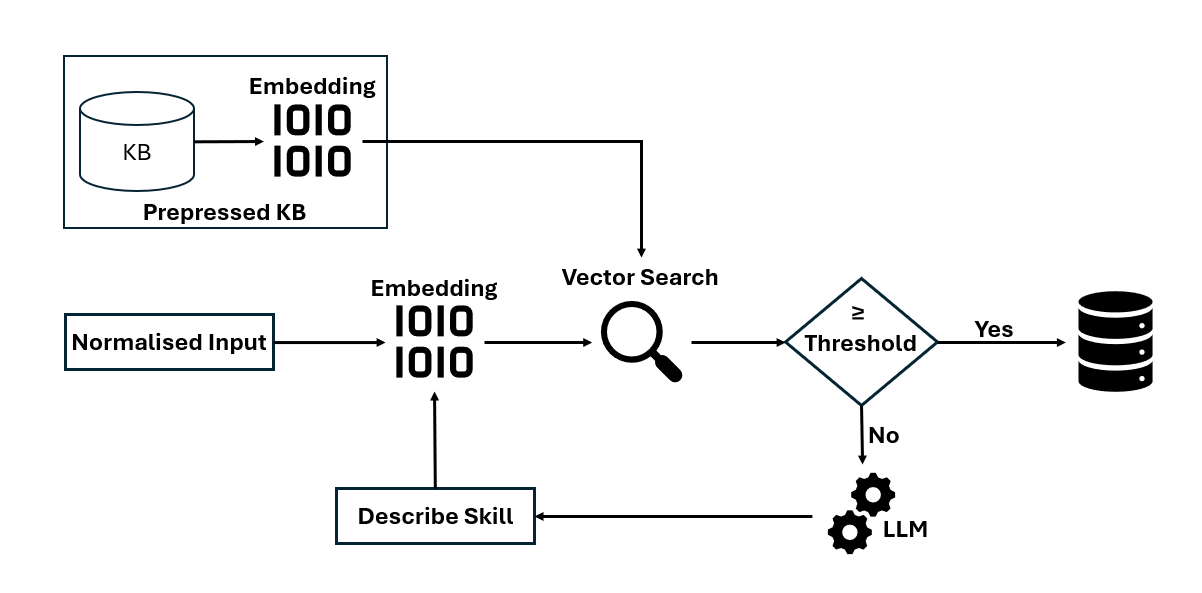 Embedding
1010
1010
KB
Prepressed KB
Vector Search
Embedding
1010
1010
Normalised Input
≥
Threshold
Yes
No
Describe Skill
LLM